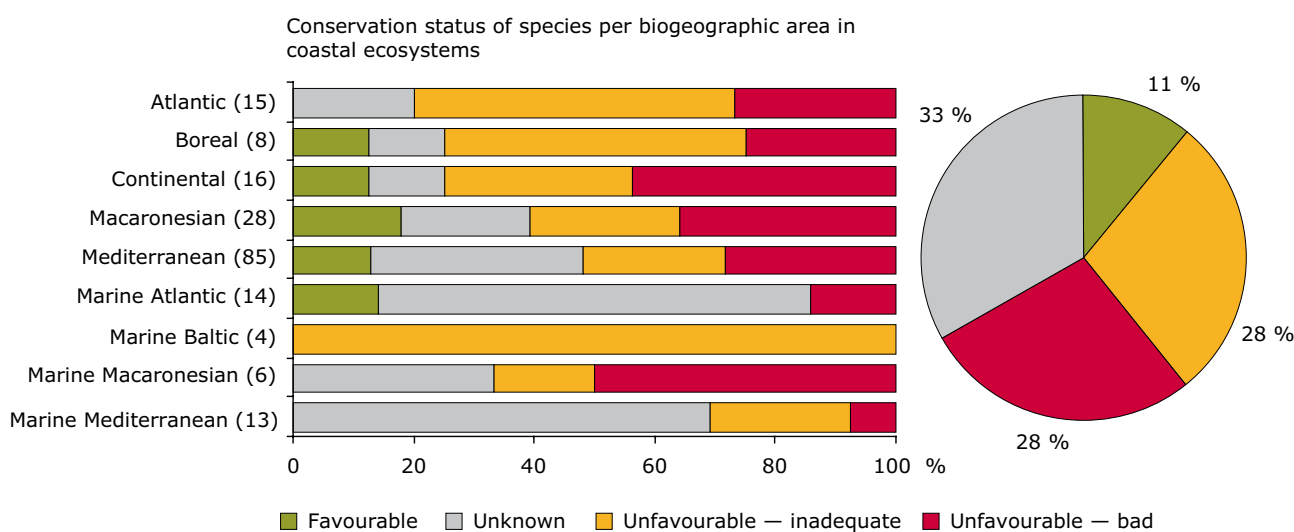 Conservation status of species per biogeographic area in
coastal ecosystems
Atlantic (15)
Boreal (8)
Continental (16)
Macaronesian (28)
Mediterranean (85)
Marine Atlantic (14)
Marine Baltic (4)
Marine Macaronesian (6)
Marine Mediterranean (13)
0 20 40 60 80 100 %
11 %
33 %
28 %
28 %
Favourable Unknown Unfavourable — inadequate Unfavourable — bad